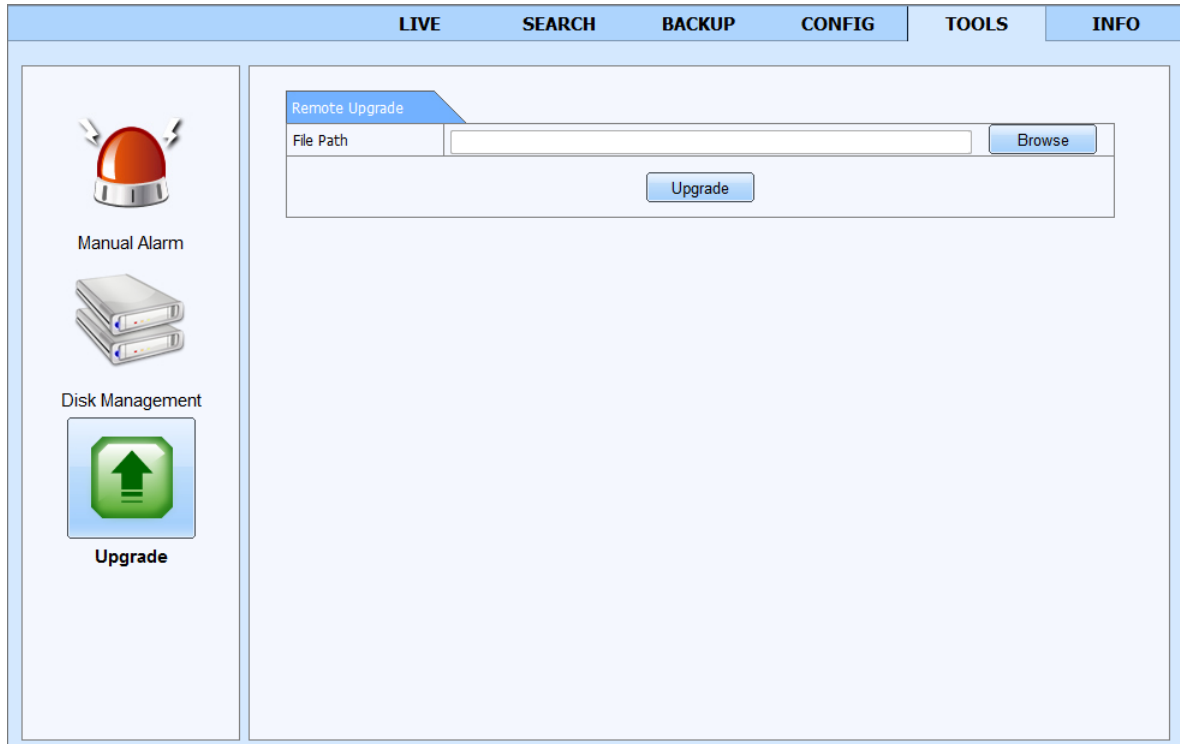 LIVE SEARCH BACKUP CONFIG TOOLS INFO
Manual Alarm
Disk Management
Upgrade
Remote Upgrade
File Path Browse
Upgrade